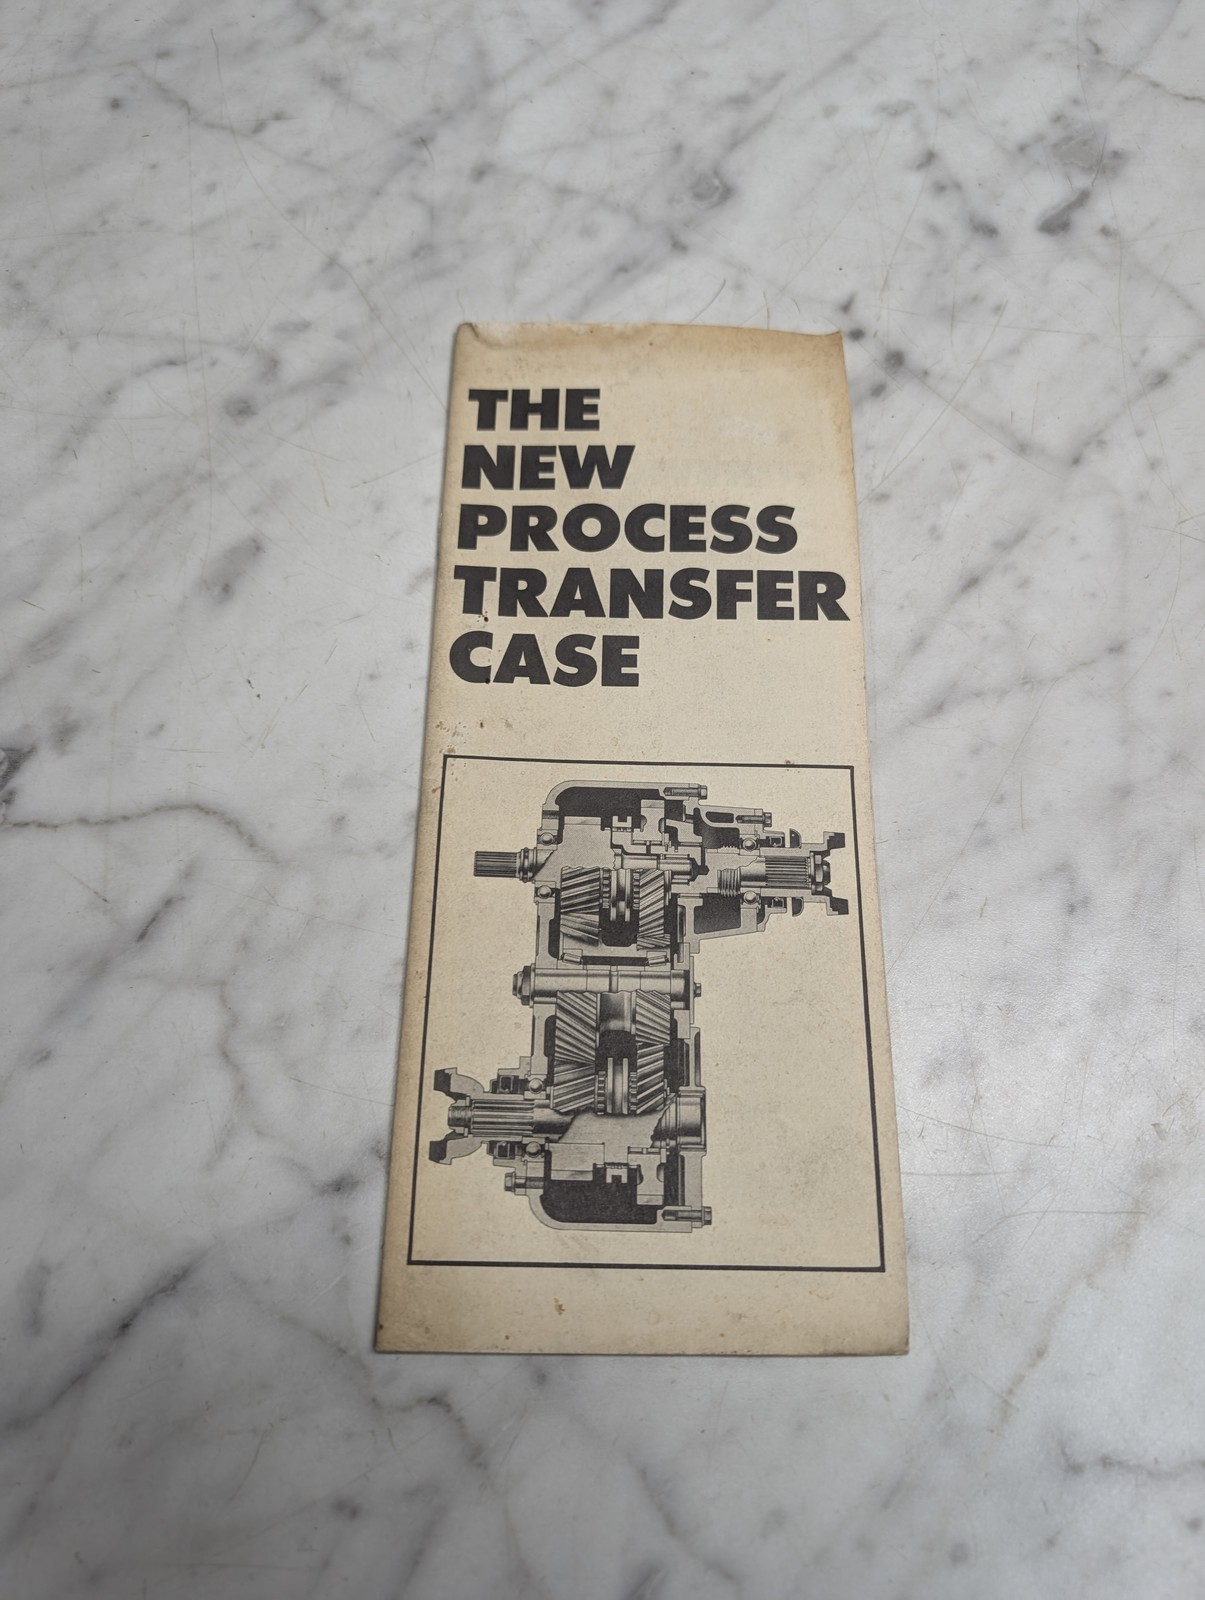 THE
NEW
PROCESS
TRANSFER
CASE